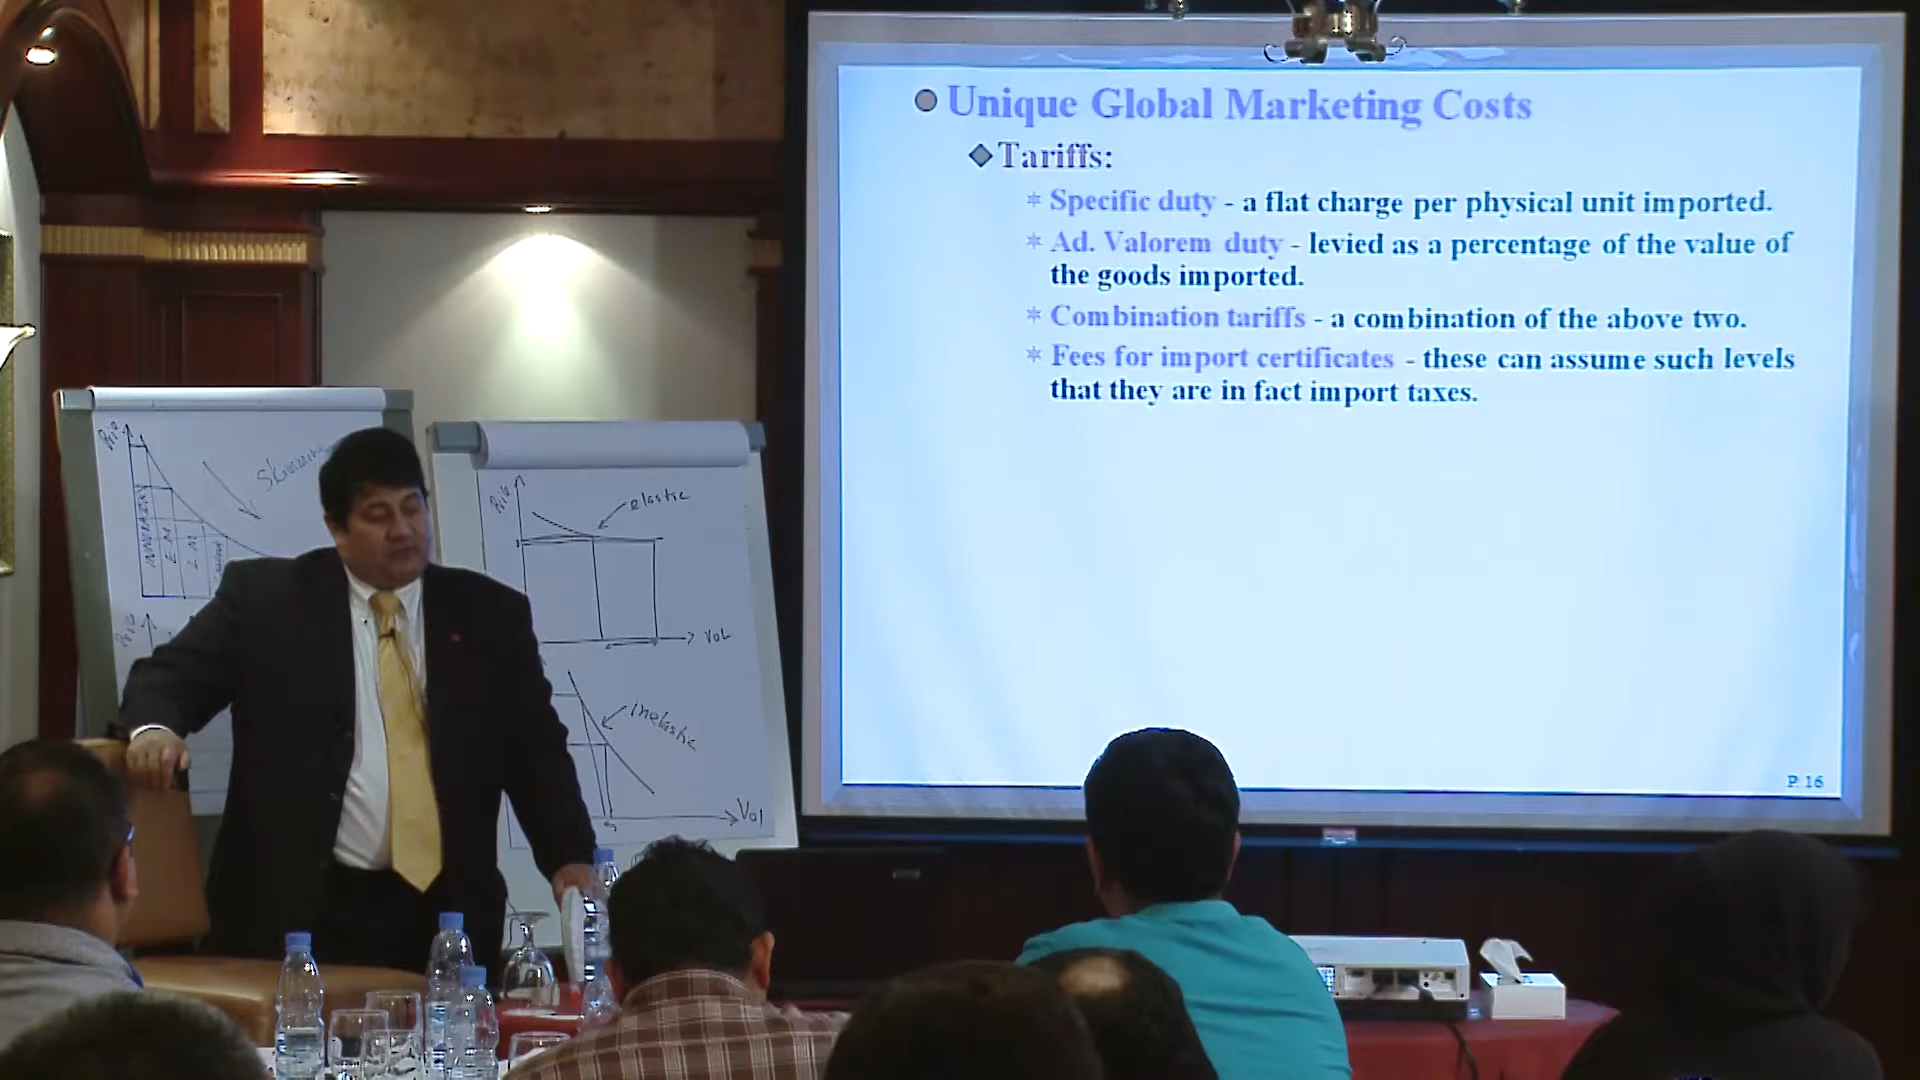 Unique Global Marketing Costs
Tariffs:
Specific duty - a flat charge per physical unit imported.
Ad. Valorem duty - levied as a percentage of the value of
the goods imported.
Combination tariffs - a combination of the above two.
Fees for import certificates - these can assume such levels
that they are in fact import taxes.
P. 16
elastic
VOL
inelastic
Vol
E M
L M